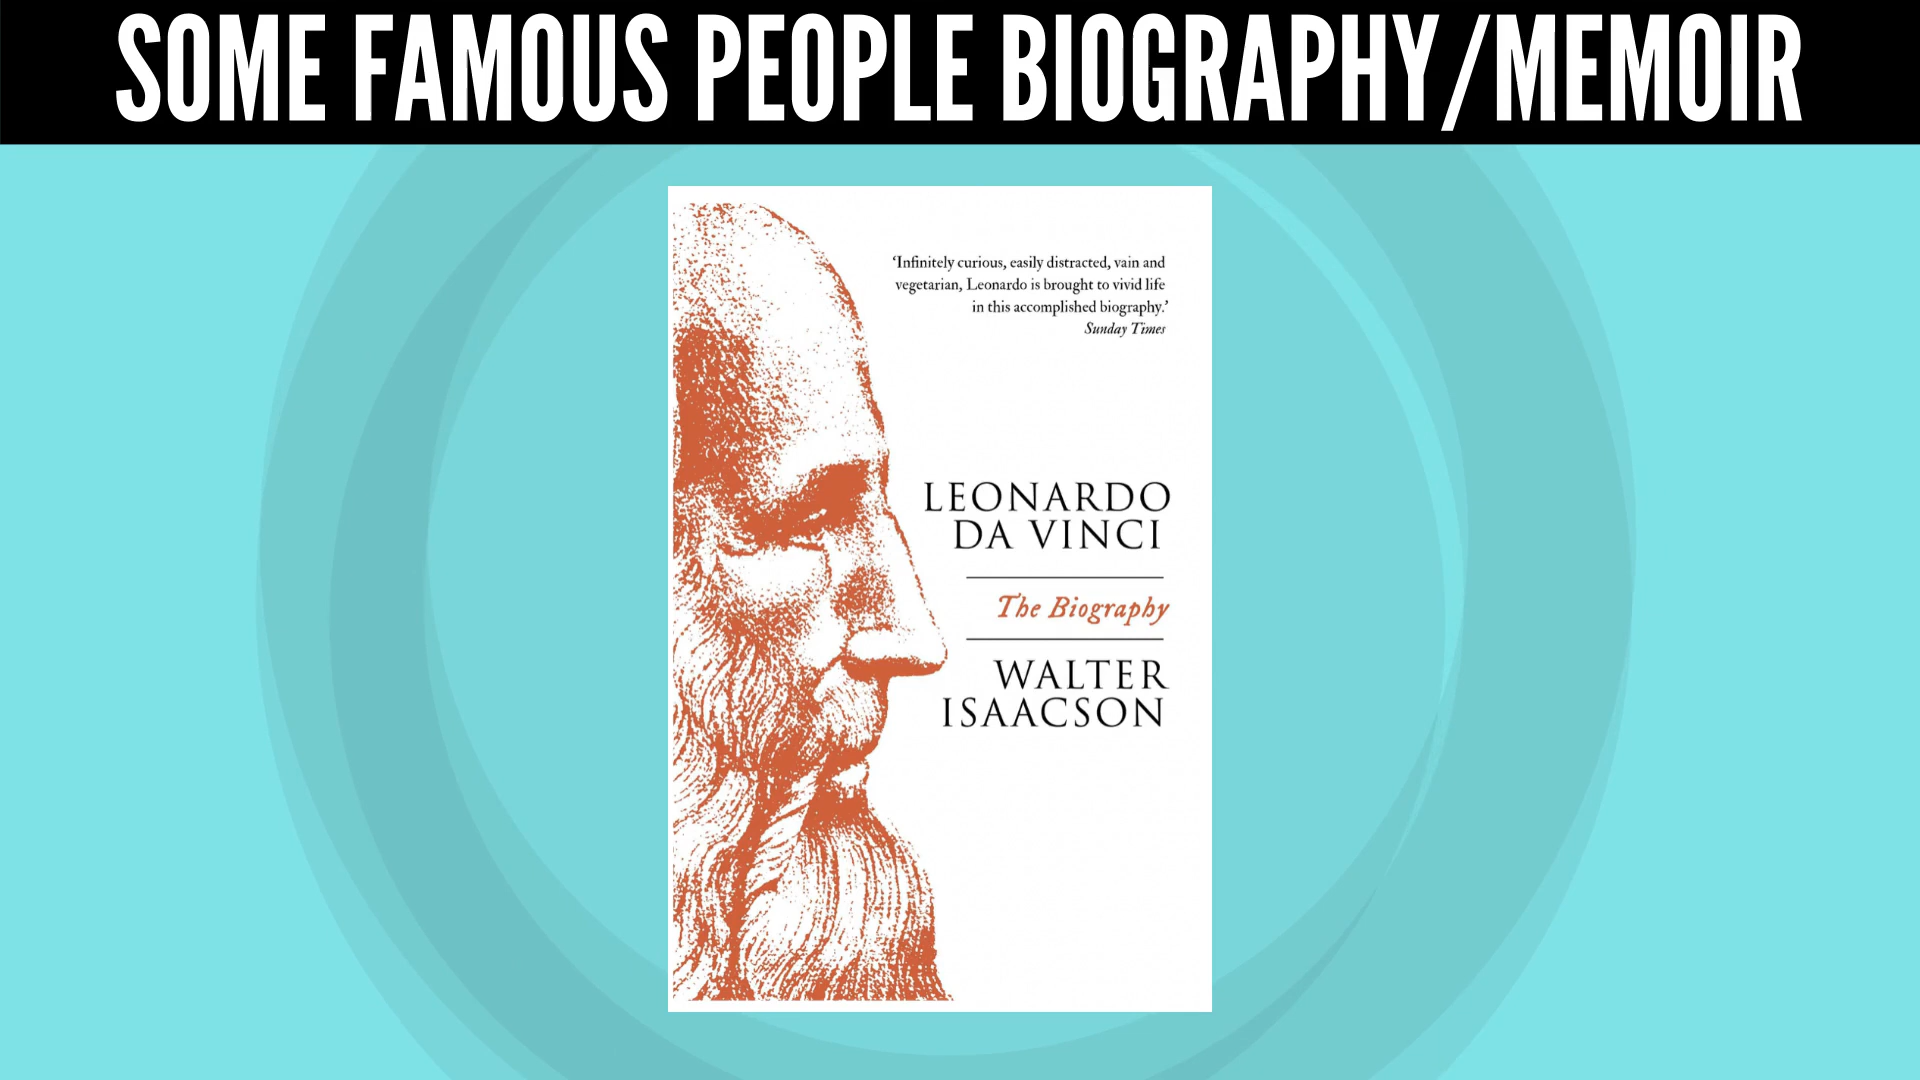 SOME FAMOUS PEOPLE BIOGRAPHY/MEMOIR
‘Infinitely curious, easily distracted, vain and
vegetarian, Leonardo is brought to vivid life
in this accomplished biography.’
Sunday Times
LEONARDO
DA VINCI
The Biography
WALTER
ISAACSON